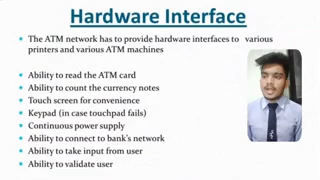 Hardware Interface
The ATM network has to provide hardware interfaces to various
printers and various ATM machines
Ability to read the ATM card
Ability to count the currency notes
Touch screen for convenience
Keypad (in case touchpad fails)
Continuous power supply
Ability to connect to bank's network
Ability to take input from user
Ability to validate user